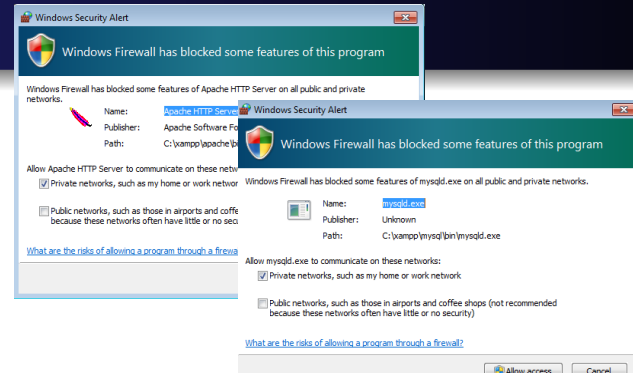 Windows Security Alert
Windows Firewall has blocked some features of this program
Windows Firewall has blocked some features of Apache HTTP Server on all public and private
networks.
Name: Apache HTTP Server
Publisher: Apache Software
Path: C:\xampp\apache\
Allow Apache HTTP Server to communicate on these
Private networks, such as my home or work
Public networks, such as those in airports and
because these networks often have little or no
What are the risks of allowing a program through a
Windows Security Alert
Windows Firewall has blocked some features of this program
Windows Firewall has blocked some features of mysqld.exe on all public and private networks.
Name: mysqld.exe
Publisher: Unknown
Path: C:\xampp\mysql\bin\mysqld.exe
Allow mysqld.exe to communicate on these networks:
Private networks, such as my home or work network
Public networks, such as those in airports and coffee shops (not recommended
because these networks often have little or no security)
What are the risks of allowing a program through a firewall?
Allow access Cancel